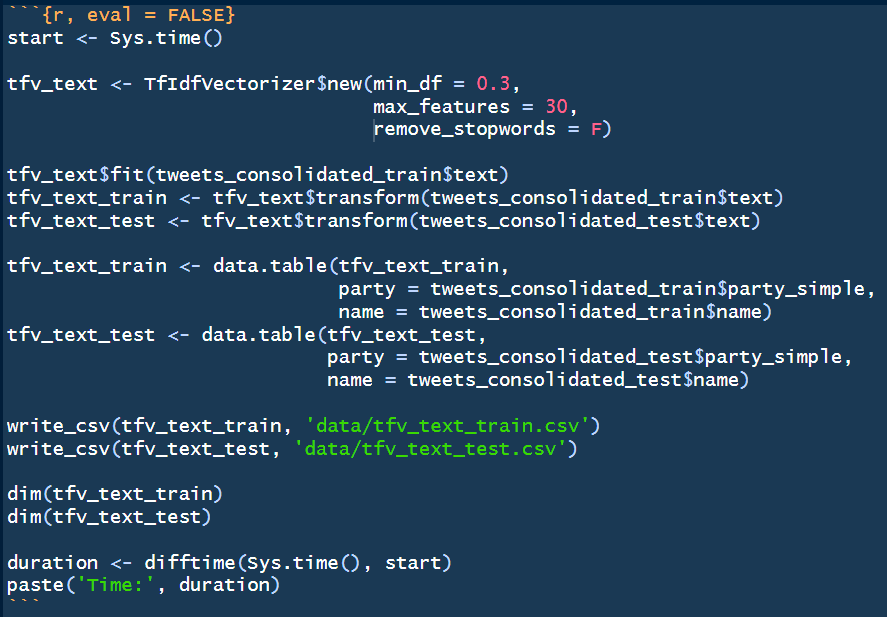 ```{r, eval = FALSE}
start <- Sys.time()
tfv_text <- TfIdfVectorizer$new(min_df = 0.3,
max_features = 30,
remove_stopwords = F)
tfv_text$fit(tweets_consolidated_train$text)
tfv_text_train <- tfv_text$transform(tweets_consolidated_train$text)
tfv_text_test <- tfv_text$transform(tweets_consolidated_test$text)
tfv_text_train <- data.table(tfv_text_train,
party = tweets_consolidated_train$party_simple,
name = tweets_consolidated_train$name)
tfv_text_test <- data.table(tfv_text_test,
party = tweets_consolidated_test$party_simple,
name = tweets_consolidated_test$name)
write_csv(tfv_text_train, 'data/tfv_text_train.csv')
write_csv(tfv_text_test, 'data/tfv_text_test.csv')
dim(tfv_text_train)
dim(tfv_text_test)
duration <- difftime(Sys.time(), start)
paste('Time:', duration)
```